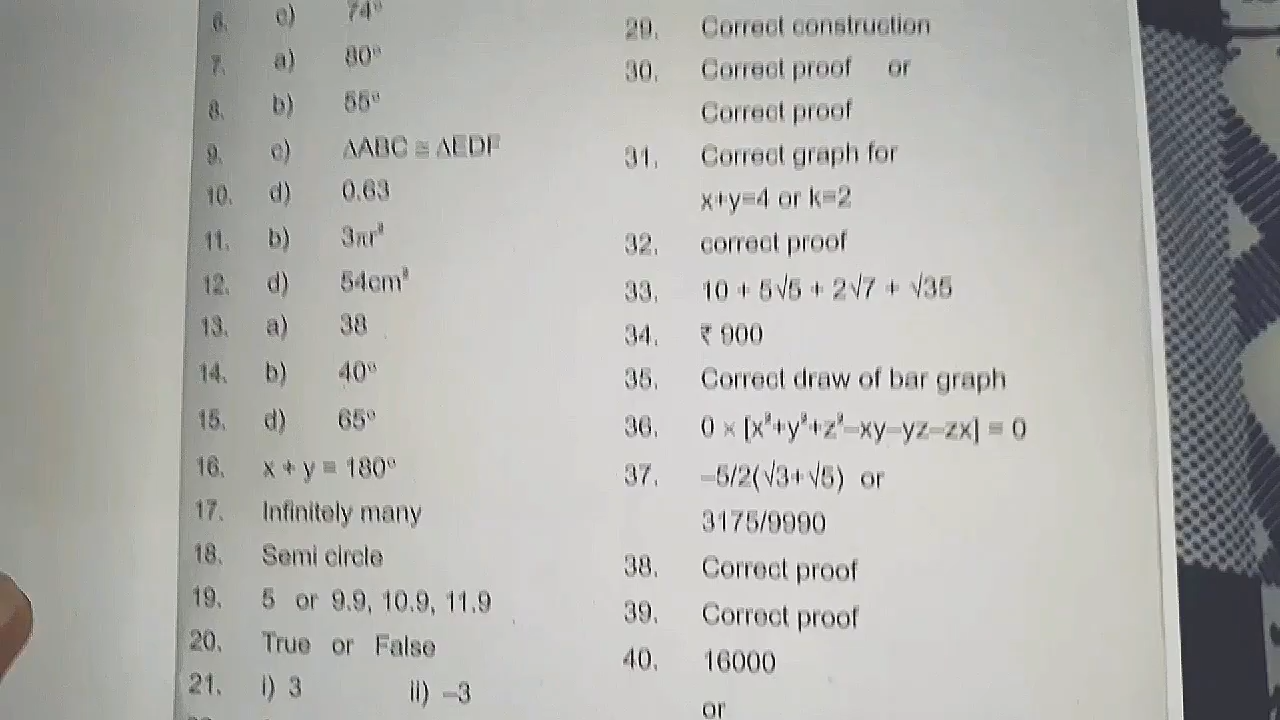 6. c) 74°
7. a) 80°
8. b) 55°
9. c) ΔABC ≅ ΔEDF
10. d) 0.63
11. b) 3πr²
12. d) 54cm²
13. a) 38
14. b) 40°
15. d) 65°
16. x + y = 180°
17. Infinitely many
18. Semi circle
19. 5 or 9.9, 10.9, 11.9
20. True or False
21. i) 3 ii) –3
29. Correct construction
30. Correct proof or
Correct proof
31. Correct graph for
x+y=4 or k=2
32. correct proof
33. 10 + 5√5 + 2√7 + √35
34. ₹ 900
35. Correct draw of bar graph
36. 0 × [x²+y²+z²–xy–yz–zx] = 0
37. –5/2(√3+√5) or
3175/9990
38. Correct proof
39. Correct proof
40. 16000
or